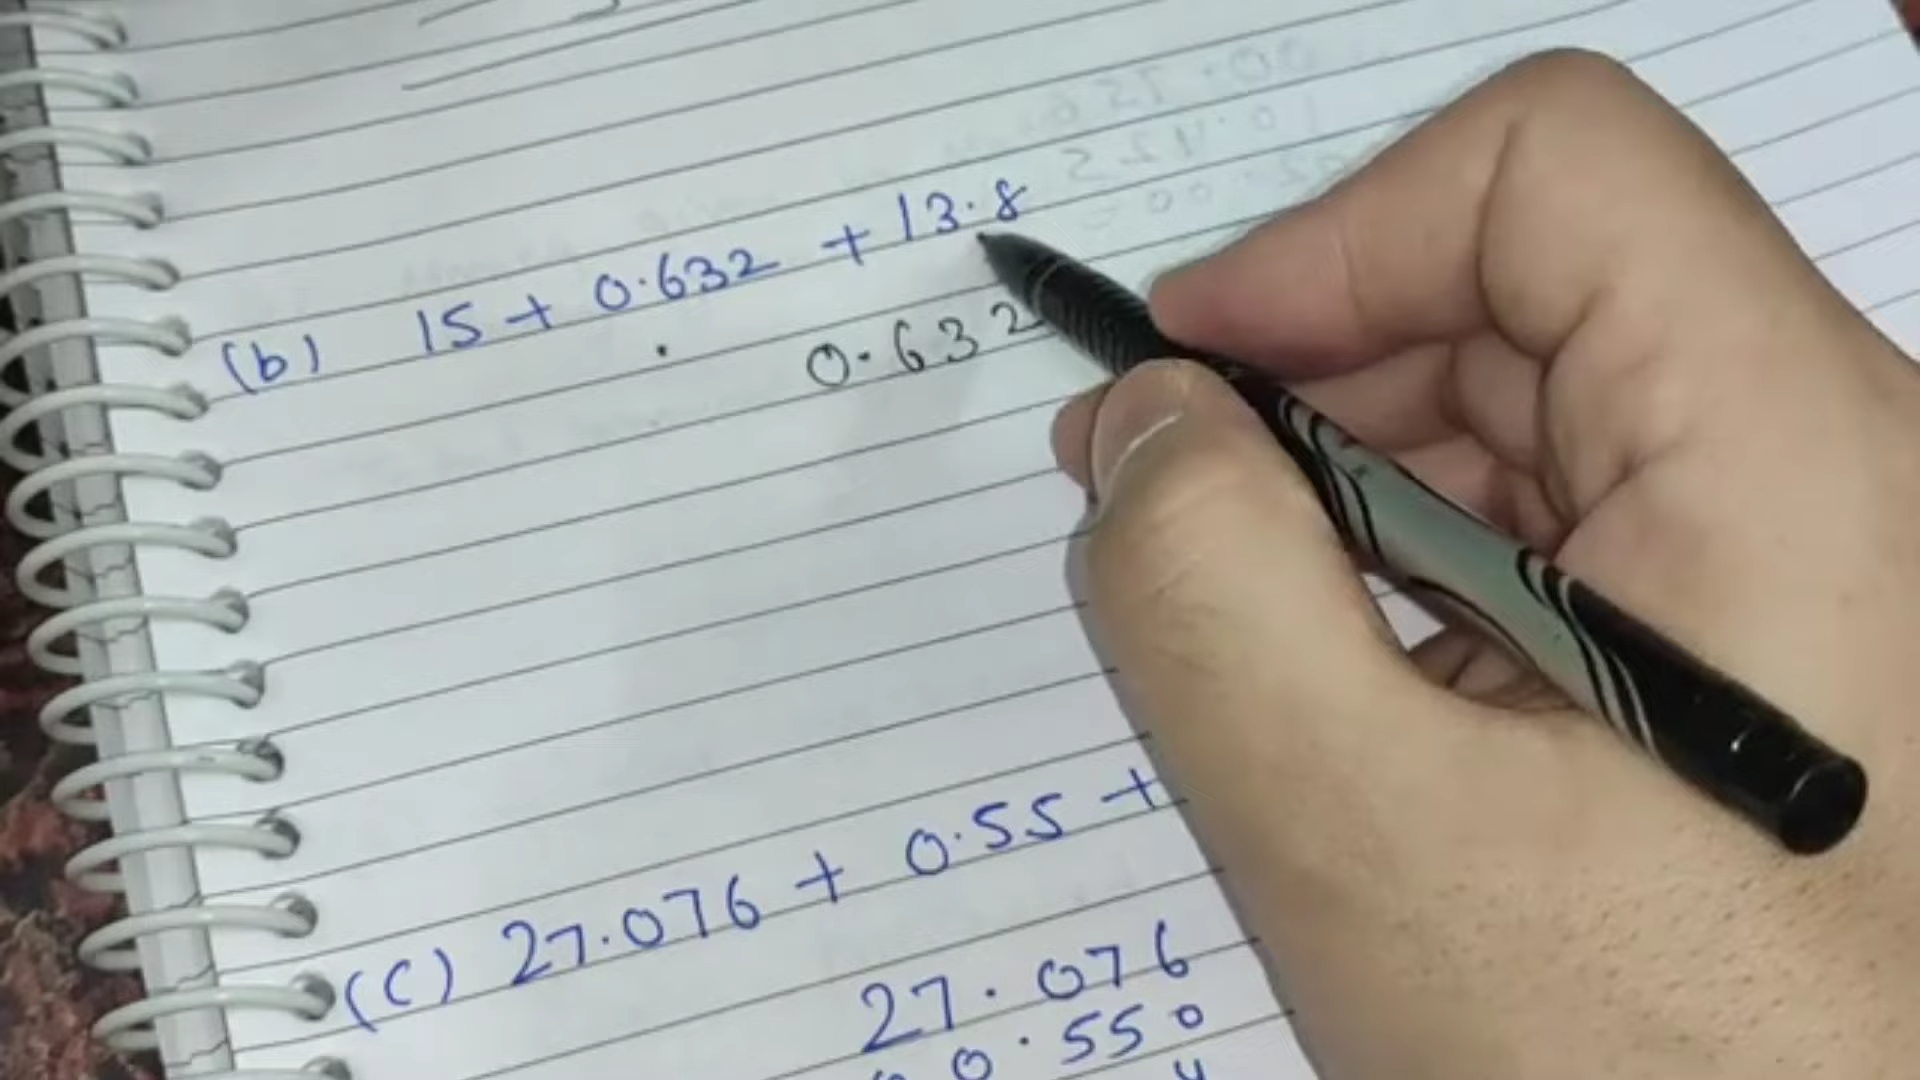 (b) 15 + 0.632 + 13.8
0.632
(c) 27.076 + 0.55 +
27.076
0.550